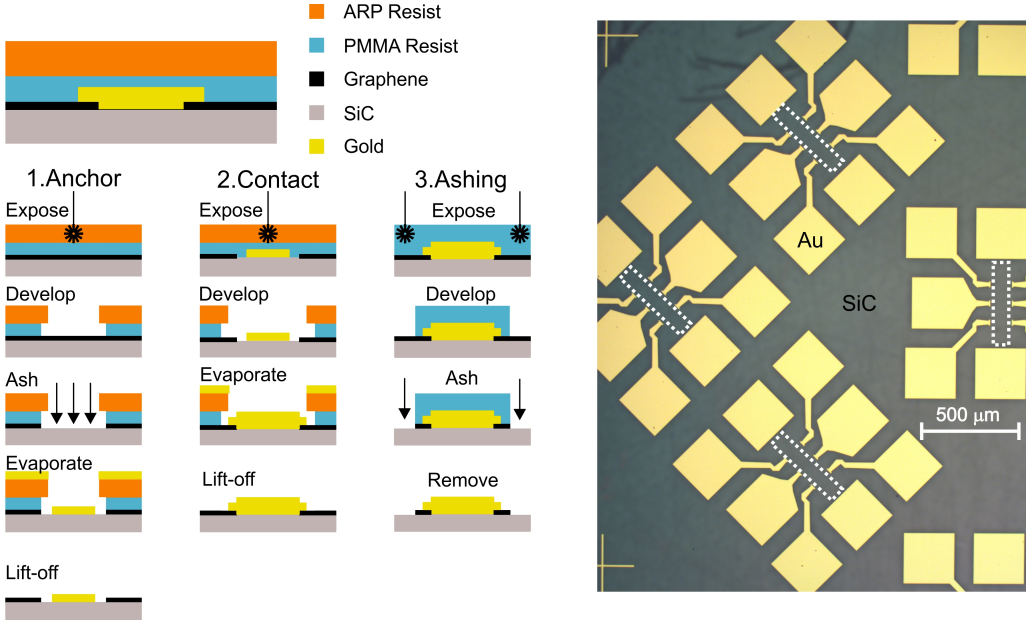 ARP Resist
PMMA Resist
Graphene
SiC
Gold
1.Anchor
Expose
Develop
Ash
Evaporate
Lift-off
2.Contact
Expose
Develop
Evaporate
Lift-off
3.Ashing
Expose
Develop
Ash
Remove
Au
SiC
500 μm